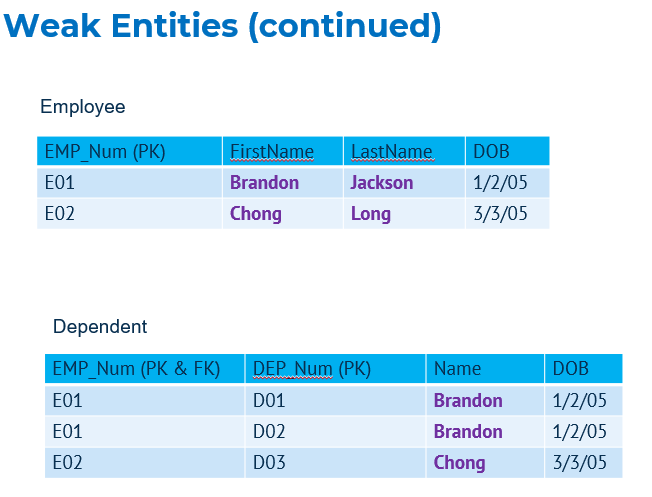 Weak Entities (continued)
Employee
EMP_Num (PK) FirstName LastName DOB
E01 Brandon Jackson 1/2/05
E02 Chong Long 3/3/05
Dependent
EMP_Num (PK & FK) DEP_Num (PK) Name DOB
E01 D01 Brandon 1/2/05
E01 D02 Brandon 1/2/05
E02 D03 Chong 3/3/05